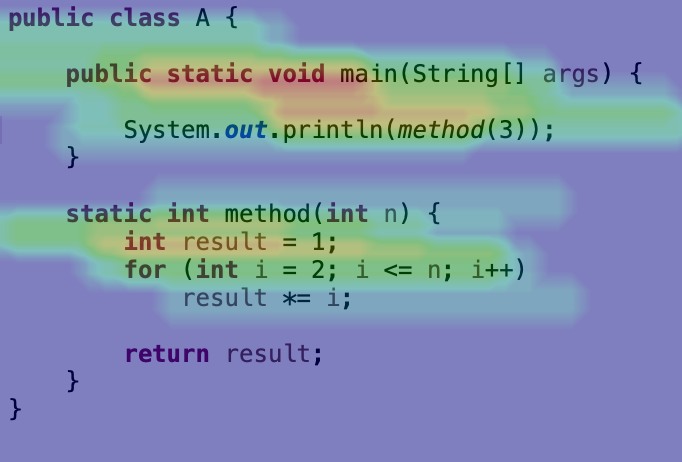 public class A {
public static void main(String[] args) {
System.out.println(method(3));
}
static int method(int n) {
int result = 1;
for (int i = 2; i <= n; i++)
result *= i;
return result;
}
}